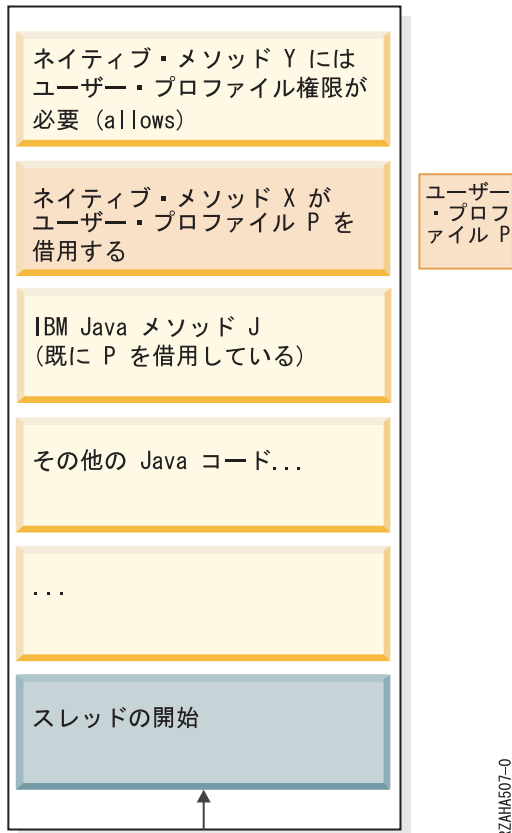 ネイティブ・メソッド Y には
ユーザー・プロファイル権限が
必要 (allows)
ネイティブ・メソッド X が
ユーザー・プロファイル P を
借用する
ユーザー
・プロフ
ァイル P
IBM Java メソッド J
(既に P を借用している)
その他の Java コード...
...
スレッドの開始
RZAHA507-0